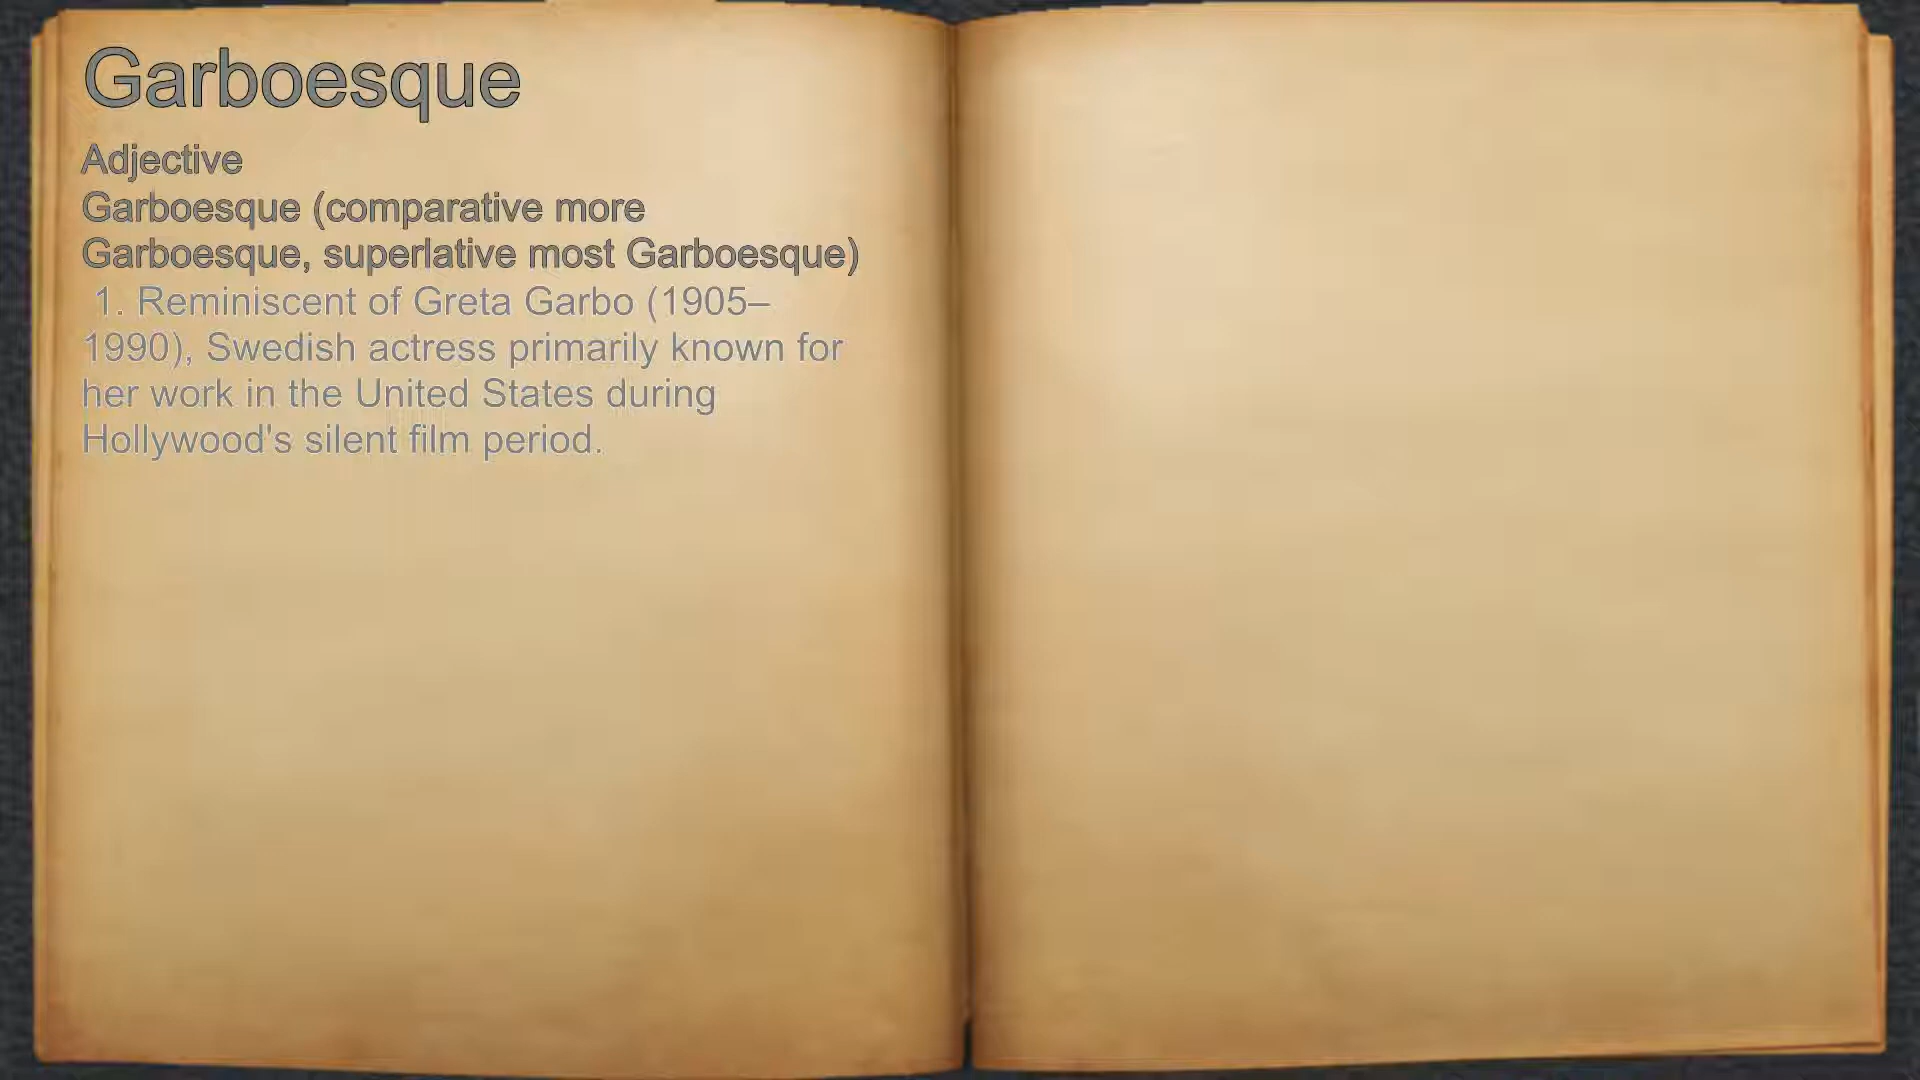 Garboesque
Adjective
Garboesque (comparative more
Garboesque, superlative most Garboesque)
1. Reminiscent of Greta Garbo (1905–
1990), Swedish actress primarily known for
her work in the United States during
Hollywood's silent film period.